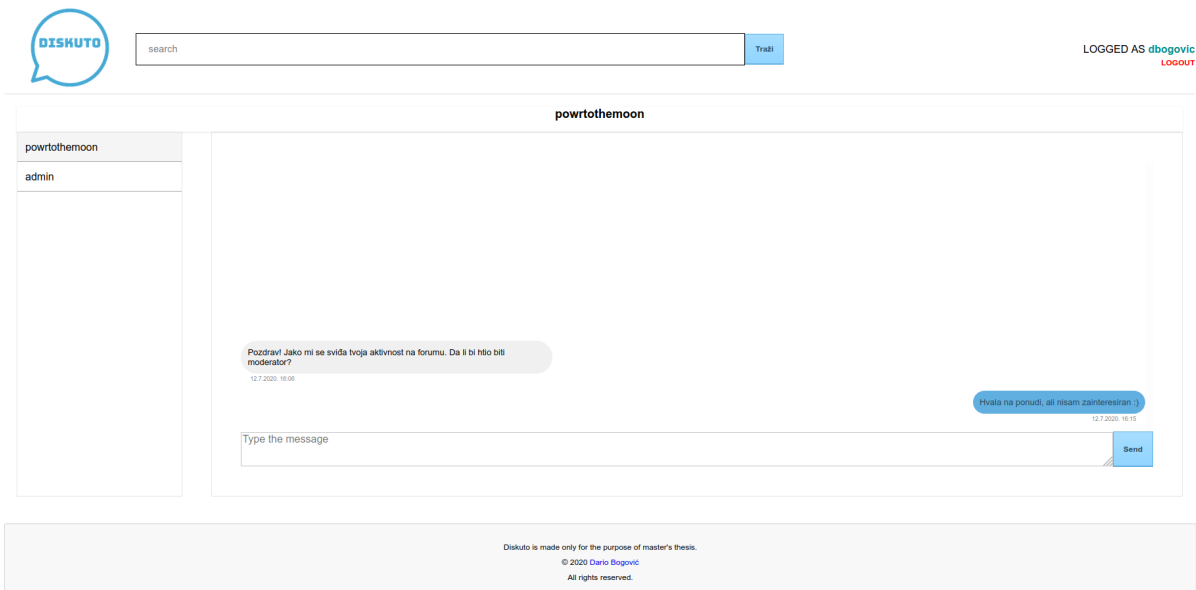 DISKUTO
search
Traži
LOGGED AS dbogovic
LOGOUT
powrtothemoon
powrtothemoon
admin
Pozdrav! Jako mi se sviđa tvoja aktivnost na forumu. Da li bi htio biti
moderator?
12.7.2020. 16:06
Hvala na ponudi, ali nisam zainteresiran :)
12.7.2020. 16:15
Type the message
Send
Diskuto is made only for the purpose of master's thesis.
© 2020 Dario Bogović
All rights reserved.